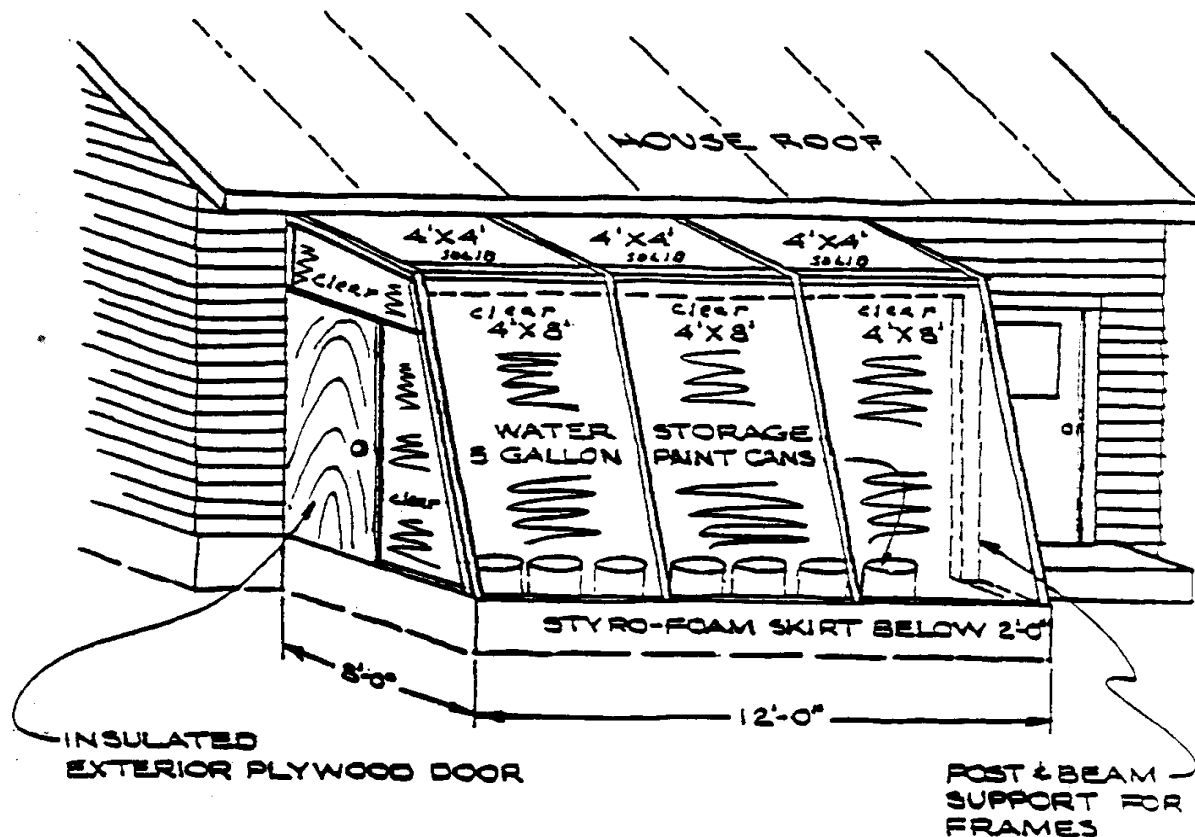 HOUSE ROOF
4'X4' 4'X4' 4'X4'
SOLID SOLID SOLID
clear
clear clear clear
4'X8' 4'X8' 4'X8'
WATER STORAGE
5 GALLON PAINT CANS
clear
STYRO-FOAM SKIRT BELOW 2'-0"
8'-0"
12'-0"
INSULATED
EXTERIOR PLYWOOD DOOR
POST & BEAM
SUPPORT FOR
FRAMES